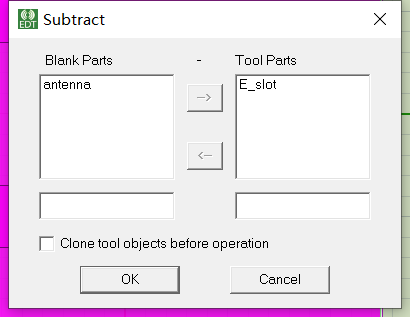 EDT Subtract
Blank Parts - Tool Parts
antenna E_slot
-->
<--
Clone tool objects before operation
OK Cancel